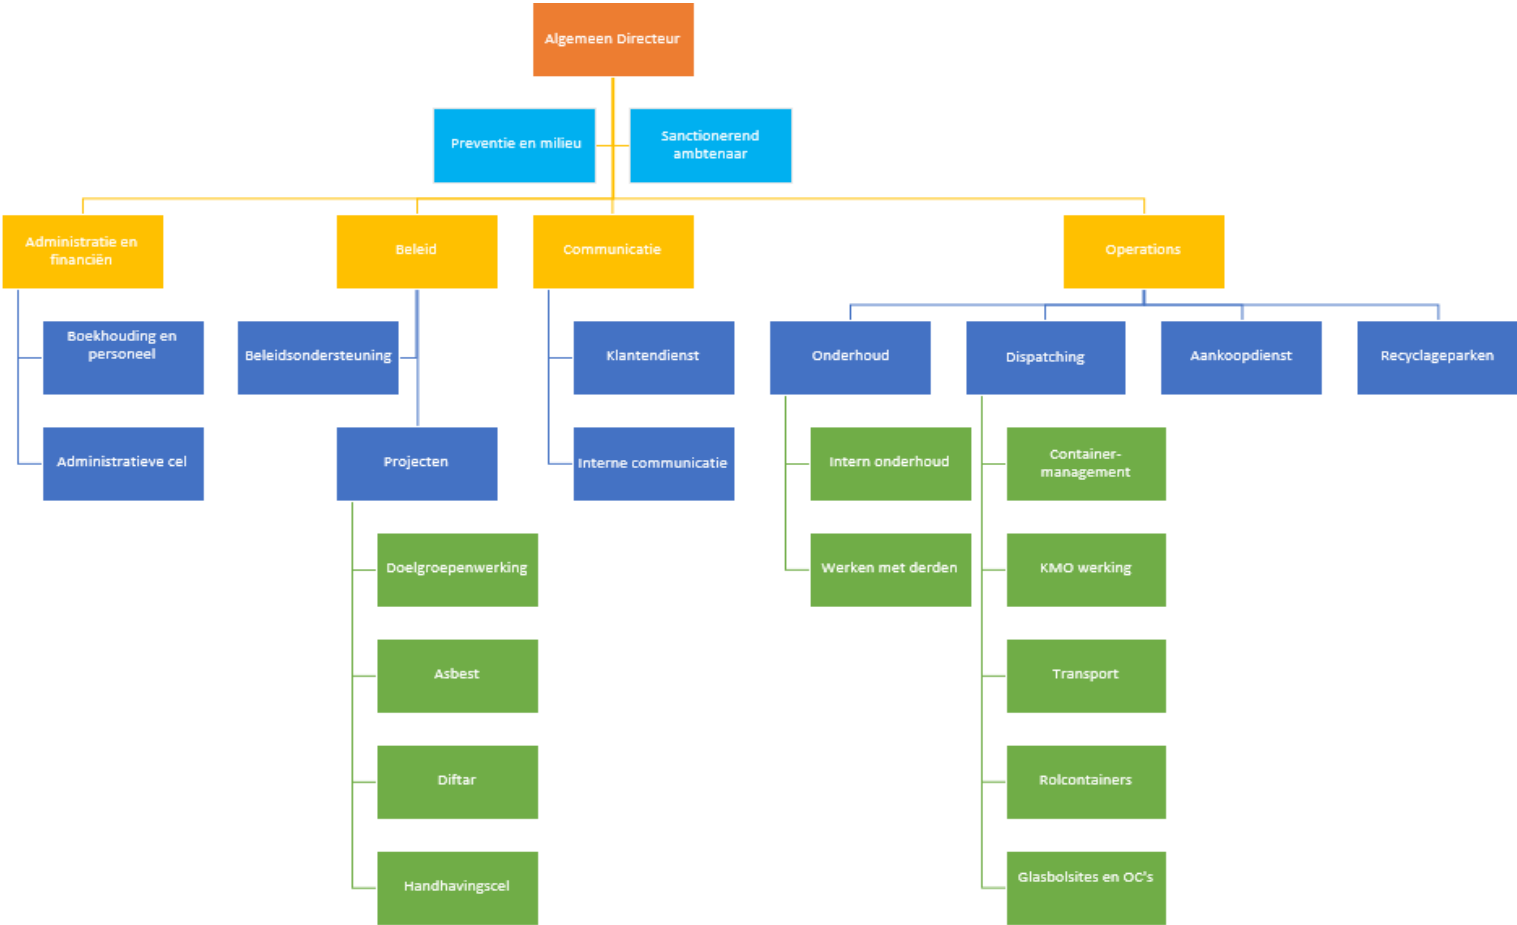 Algemeen Directeur
Preventie en milieu
Sanctionerend
ambtenaar
Administratie en
financiën
Beleid
Communicatie
Operations
Boekhouding en
personeel
Beleidsondersteuning
Klantendienst
Onderhoud
Dispatching
Aankoopdienst
Recyclageparken
Administratieve cel
Projecten
Interne communicatie
Intern onderhoud
Container-
management
Doelgroepenwerking
Werken met derden
KMO werking
Asbest
Transport
Diftar
Rolcontainers
Handhavingscel
Glasbolsites en OC's